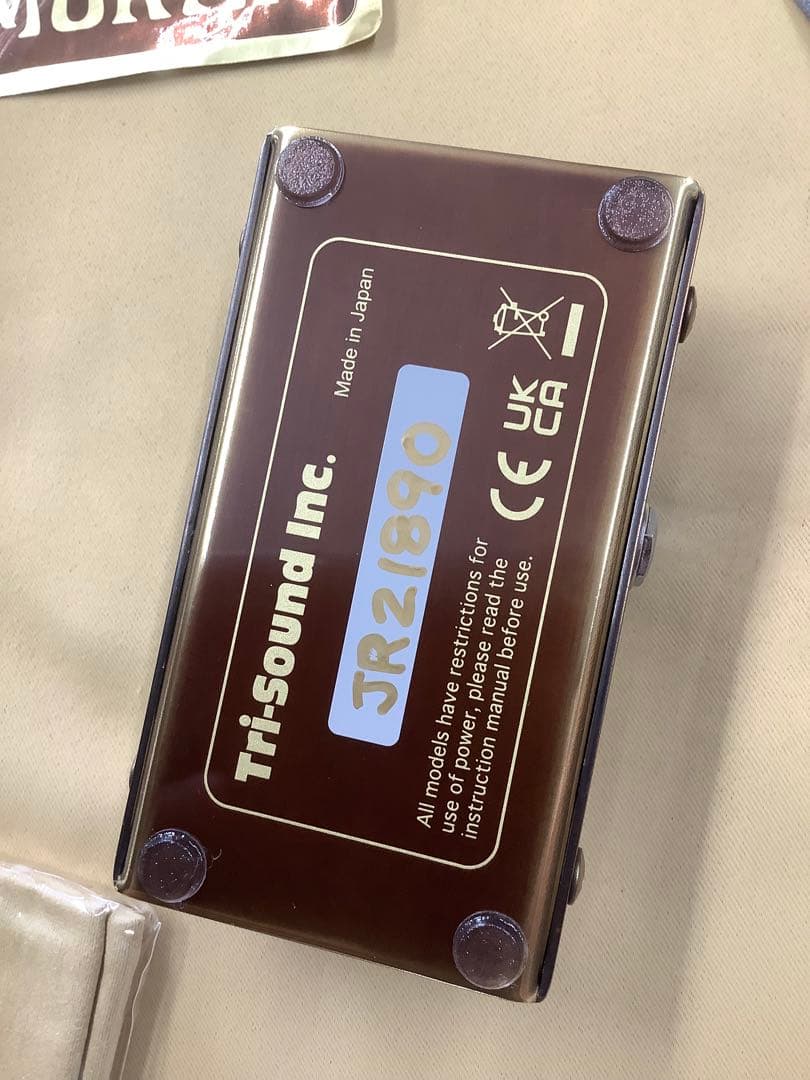 Tri-Sound Inc.
Made in Japan
JR21890
All models have restrictions for
use of power, please read the
instruction manual before use.
CE
UK
CA